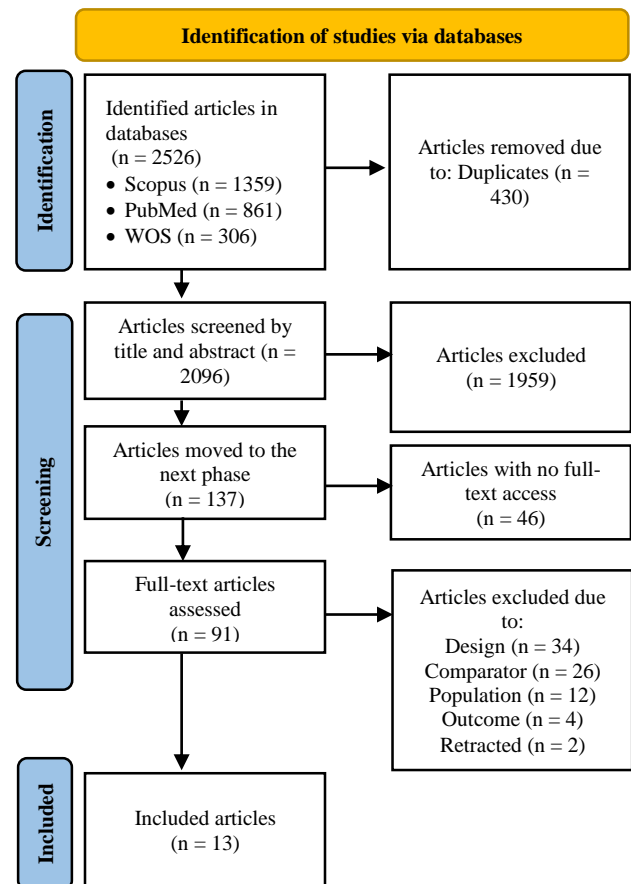 Identification of studies via databases
Identification
Identified articles in
databases
(n = 2526)
• Scopus (n = 1359)
• PubMed (n = 861)
• WOS (n = 306)
Articles removed due
to: Duplicates (n =
430)
Screening
Articles screened by
title and abstract (n =
2096)
Articles excluded
(n = 1959)
Articles moved to the
next phase
(n = 137)
Articles with no full-
text access
(n = 46)
Full-text articles
assessed
(n = 91)
Articles excluded due
to:
Design (n = 34)
Comparator (n = 26)
Population (n = 12)
Outcome (n = 4)
Retracted (n = 2)
Included
Included articles
(n = 13)